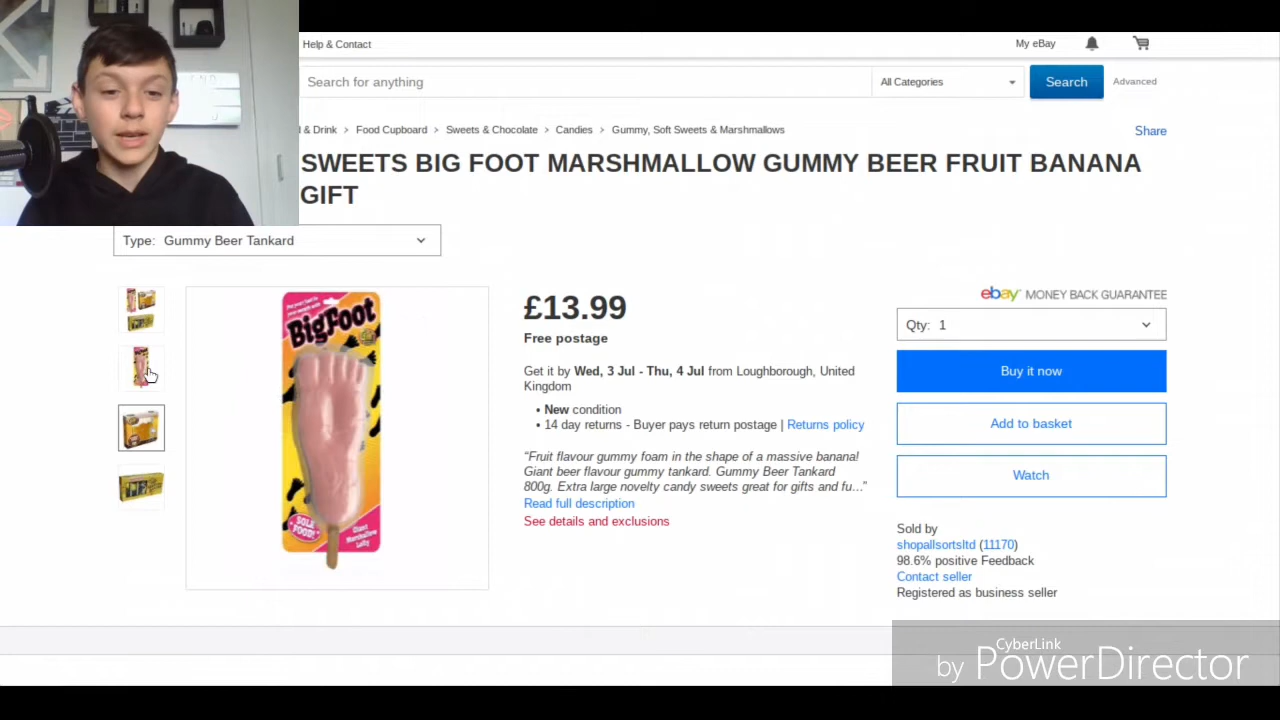 Help & Contact
My eBay
Search for anything
All Categories
Search
Advanced
& Drink > Food Cupboard > Sweets & Chocolate > Candies > Gummy, Soft Sweets & Marshmallows
Share
SWEETS BIG FOOT MARSHMALLOW GUMMY BEER FRUIT BANANA
GIFT
Type: Gummy Beer Tankard
BigFoot
SOLE
FOOD!
Giant
Marshmallow
Lolly
£13.99
Free postage
Get it by Wed, 3 Jul - Thu, 4 Jul from Loughborough, United
Kingdom
• New condition
• 14 day returns - Buyer pays return postage | Returns policy
“Fruit flavour gummy foam in the shape of a massive banana!
Giant beer flavour gummy tankard. Gummy Beer Tankard
800g. Extra large novelty candy sweets great for gifts and fu…”
Read full description
See details and exclusions
ebay MONEY BACK GUARANTEE
Qty: 1
Buy it now
Add to basket
Watch
Sold by
shopallsortsltd (11170)
98.6% positive Feedback
Contact seller
Registered as business seller
CyberLink
by PowerDirector